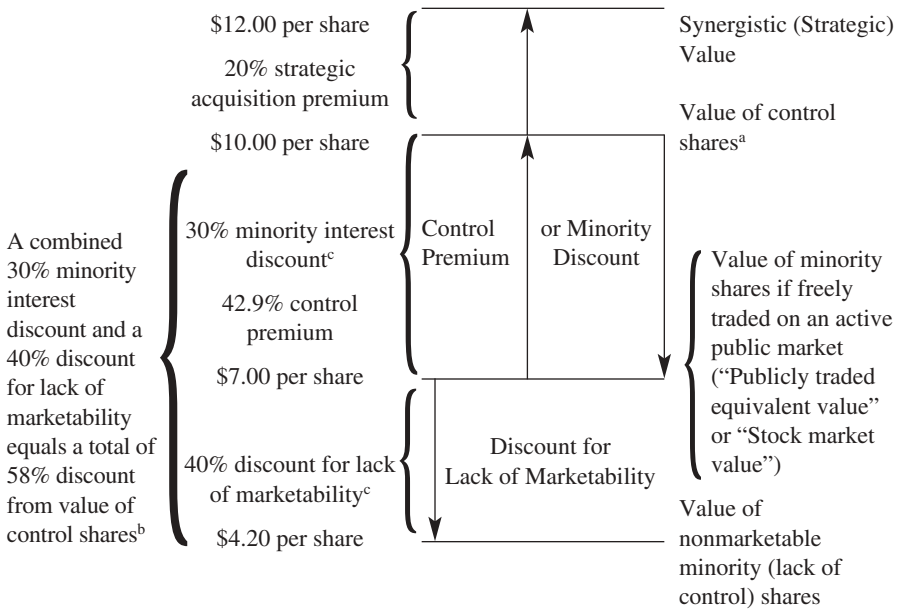 $12.00 per share
20% strategic
acquisition premium
$10.00 per share
30% minority interest
discountᶜ
42.9% control
premium
$7.00 per share
40% discount for lack
of marketabilityᶜ
$4.20 per share
A combined
30% minority
interest
discount and a
40% discount
for lack of
marketability
equals a total of
58% discount
from value of
control sharesᵇ
Control
Premium
or Minority
Discount
Discount for
Lack of Marketability
Synergistic (Strategic)
Value
Value of control
sharesᵃ
Value of minority
shares if freely
traded on an active
public market
(“Publicly traded
equivalent value”
or “Stock market
value”)
Value of
nonmarketable
minority (lack of
control) shares